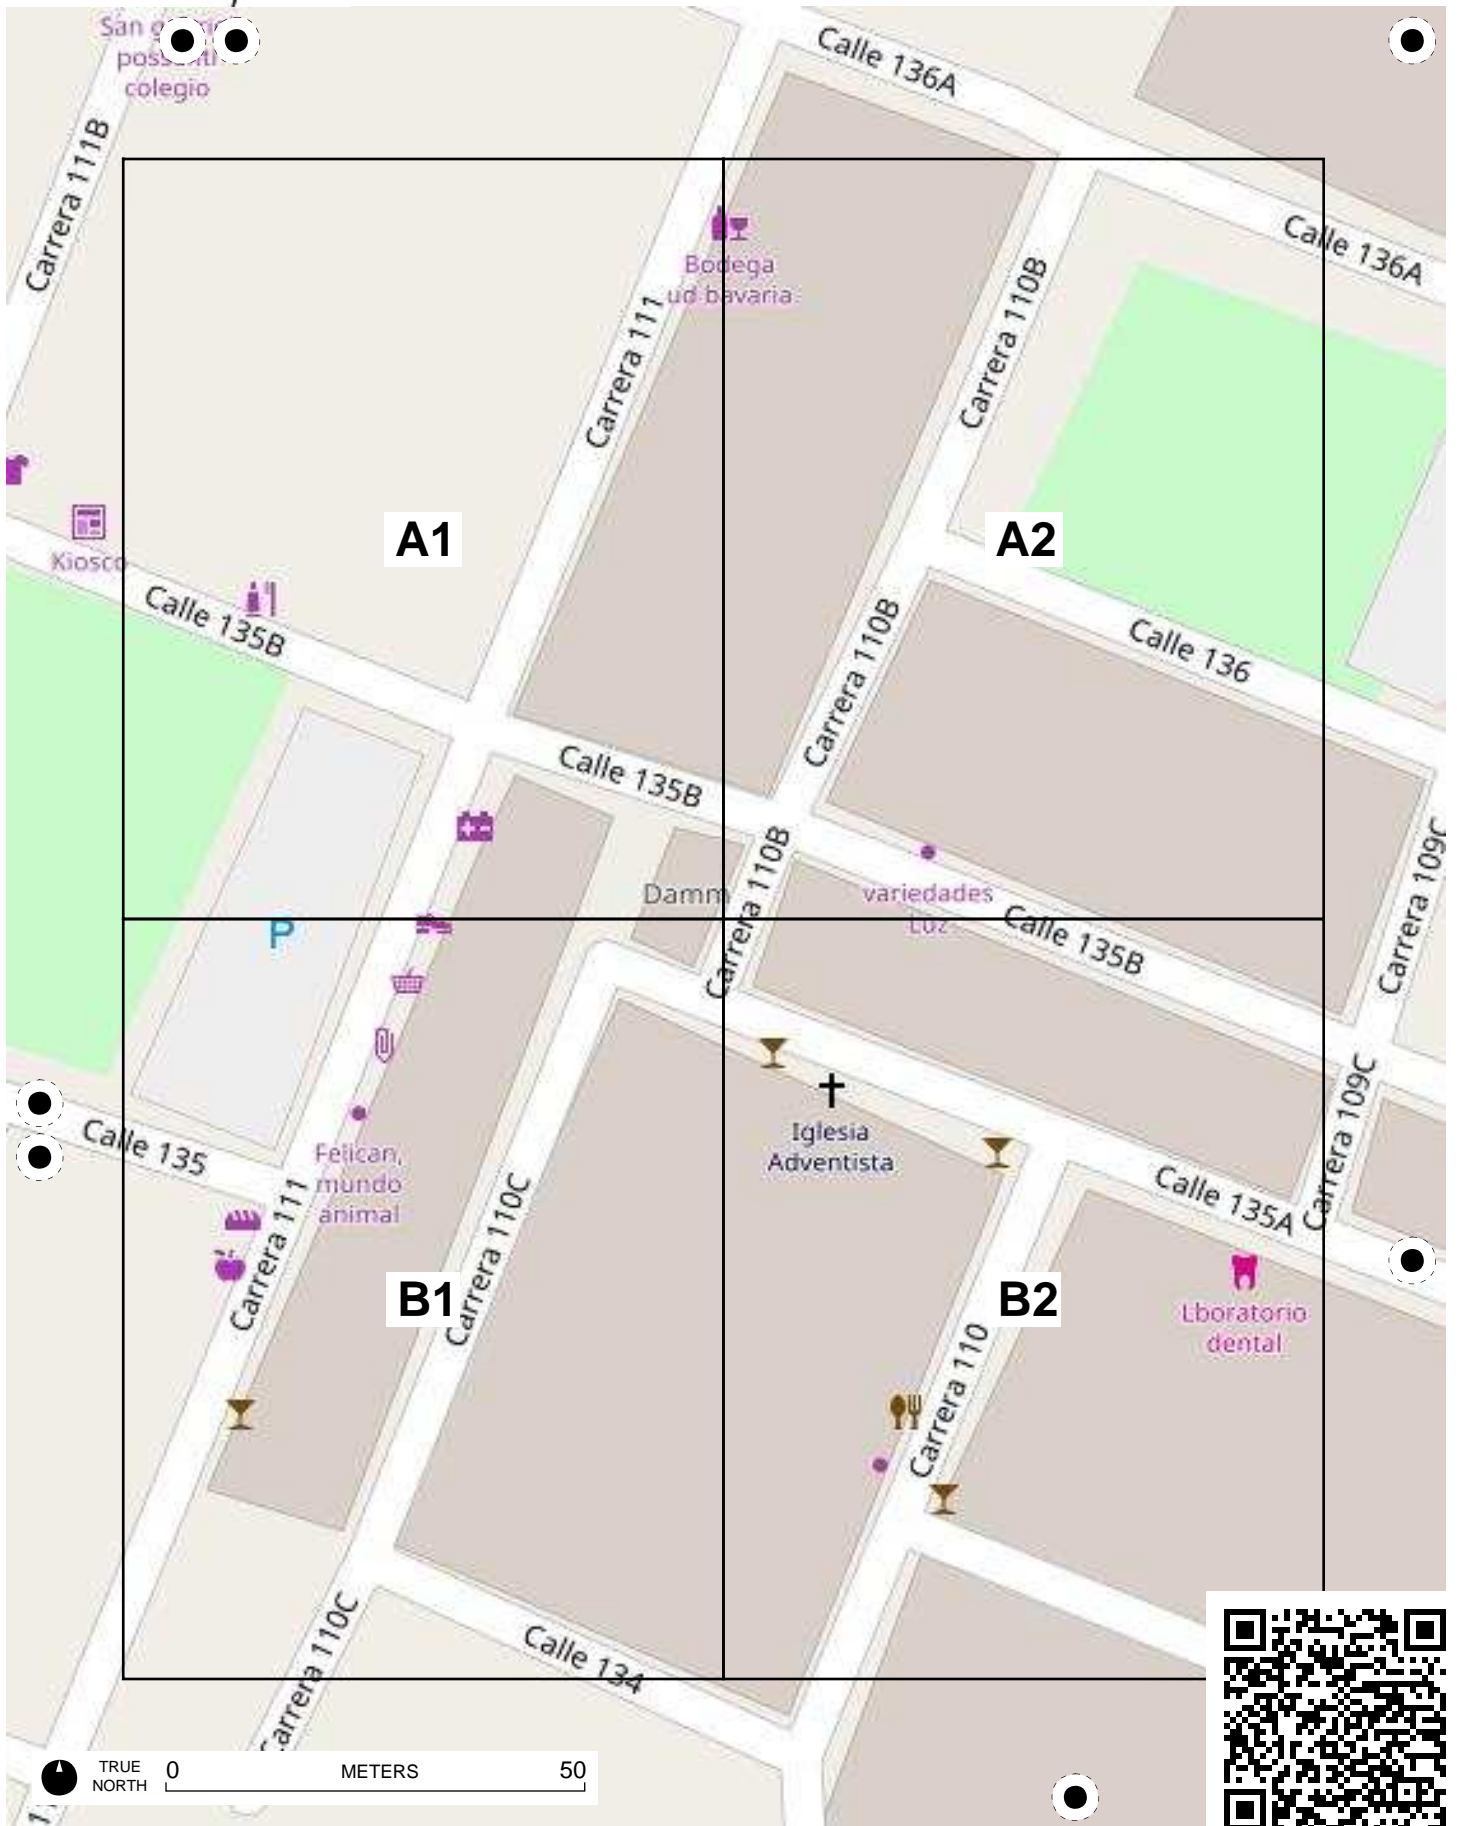 San
colegio
Calle 136A
Carrera 111B
Calle 136A
Bodega
ud bavaria
Carrera 110B
Carrera 111
A1
A2
Kiosco
Calle 135B
Carrera 110B
Calle 136
Calle 135B
Carrera 110B
Carrera 109C
Damm
variedades
Luz
Calle 135B
P
Carrera 109C
Calle 135
Iglesia
Adventista
Felican,
mundo
animal
Carrera 111
Carrera 110C
Calle 135A
B1
B2
Lboratorio
dental
Carrera 110
Carrera 110C
Calle 134
TRUE
NORTH
0 METERS 50